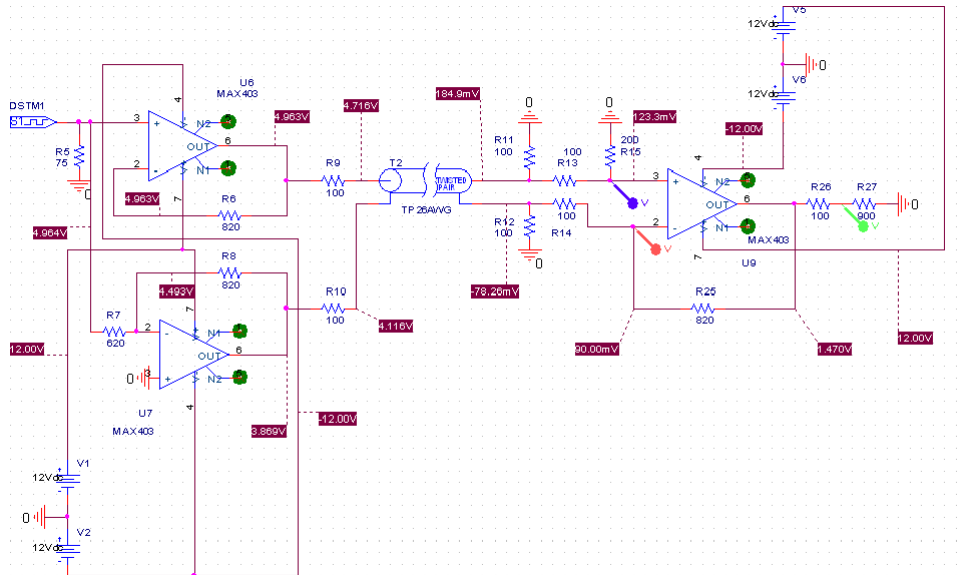 V5
12Vdc
0
V6
12Vdc
-12.00V
U6
MAX403
DSTM1
S1
R5
75
0
4
3
+
N2
OUT
6
N1
2
-
7
4.963V
4.963V
R6
820
4.964V
4.716V
R9
100
T2
TWISTED
PAIR
TP 26AWG
184.9mV
0
R11
100
0
200
R15
100
R13
123.3mV
R12
100
0
100
R14
-78.26mV
4
3
+
N2
OUT
6
2
-
N1
7
MAX403
U9
V
V
R26
100
R27
900
0
V
R25
820
90.00mV
1.470V
12.00V
R8
820
4.493V
R7
620
R10
100
4.116V
7
2
-
N1
OUT
6
0
3
+
N2
4
U7
MAX403
3.869V
-12.00V
12.00V
V1
12Vdc
0
V2
12Vdc